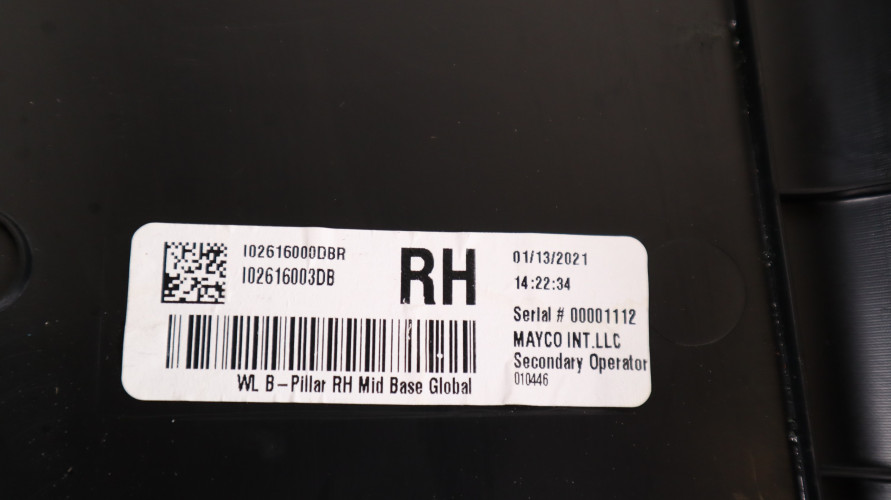 I02616000DBR
I02616003DB
RH
WL B-Pillar RH Mid Base Global
01/13/2021
14:22:34
Serial # 00001112
MAYCO INT.LLC
Secondary Operator
010446